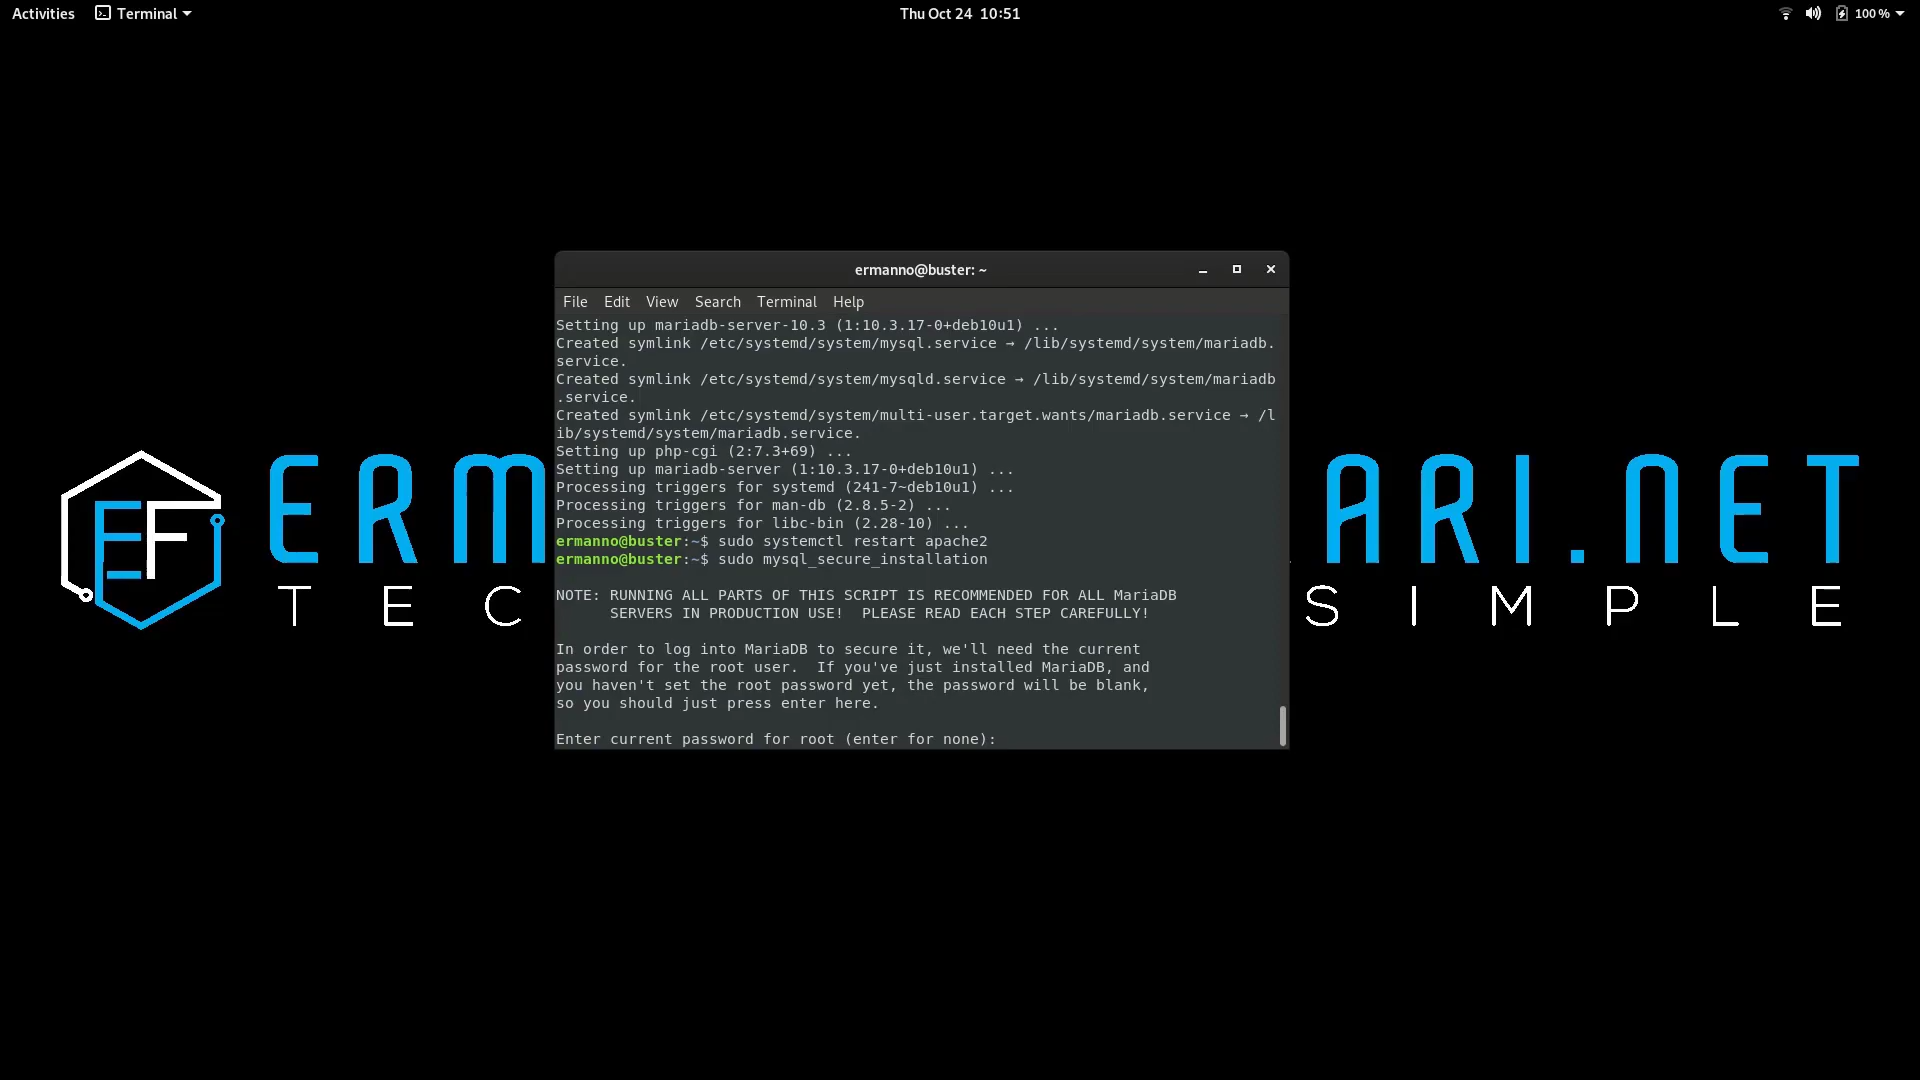 Activities Terminal Thu Oct 24 10:51 100 %
ermanno@buster: ~
File Edit View Search Terminal Help
Setting up mariadb-server-10.3 (1:10.3.17-0+deb10u1) ...
Created symlink /etc/systemd/system/mysql.service → /lib/systemd/system/mariadb.
service.
Created symlink /etc/systemd/system/mysqld.service → /lib/systemd/system/mariadb
.service.
Created symlink /etc/systemd/system/multi-user.target.wants/mariadb.service → /l
ib/systemd/system/mariadb.service.
Setting up php-cgi (2:7.3+69) ...
Setting up mariadb-server (1:10.3.17-0+deb10u1) ...
Processing triggers for systemd (241-7~deb10u1) ...
Processing triggers for man-db (2.8.5-2) ...
Processing triggers for libc-bin (2.28-10) ...
ermanno@buster:~$ sudo systemctl restart apache2
ermanno@buster:~$ sudo mysql_secure_installation
NOTE: RUNNING ALL PARTS OF THIS SCRIPT IS RECOMMENDED FOR ALL MariaDB
SERVERS IN PRODUCTION USE!  PLEASE READ EACH STEP CAREFULLY!
In order to log into MariaDB to secure it, we'll need the current
password for the root user.  If you've just installed MariaDB, and
you haven't set the root password yet, the password will be blank,
so you should just press enter here.
Enter current password for root (enter for none):
EF ERM ARI.NET
TEC SIMPLE